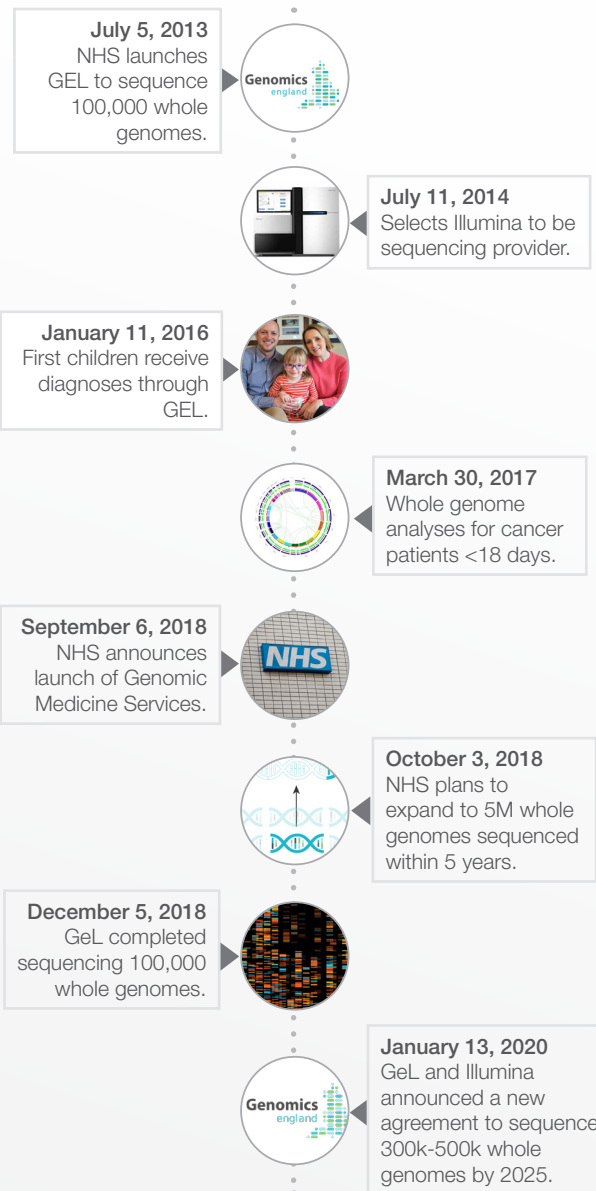 July 5, 2013
NHS launches
GEL to sequence
100,000 whole
genomes.
Genomics
england
July 11, 2014
Selects Illumina to be
sequencing provider.
January 11, 2016
First children receive
diagnoses through
GEL.
March 30, 2017
Whole genome
analyses for cancer
patients <18 days.
September 6, 2018
NHS announces
launch of Genomic
Medicine Services.
NHS
October 3, 2018
NHS plans to
expand to 5M whole
genomes sequenced
within 5 years.
December 5, 2018
GeL completed
sequencing 100,000
whole genomes.
Genomics
england
January 13, 2020
GeL and Illumina
announced a new
agreement to sequence
300k-500k whole
genomes by 2025.